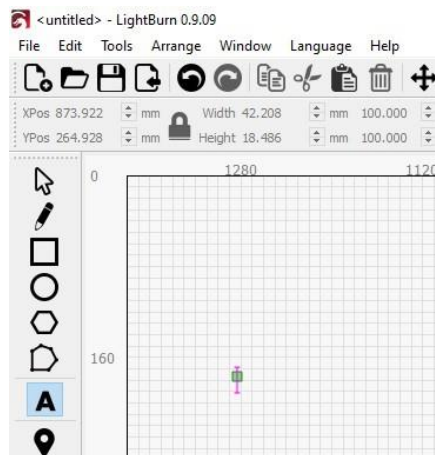 <untitled> - LightBurn 0.9.09
File Edit Tools Arrange Window Language Help
XPos 873.922 mm Width 42.208 mm 100.000
YPos 264.928 mm Height 18.486 mm 100.000
1280 1120
0
160
A